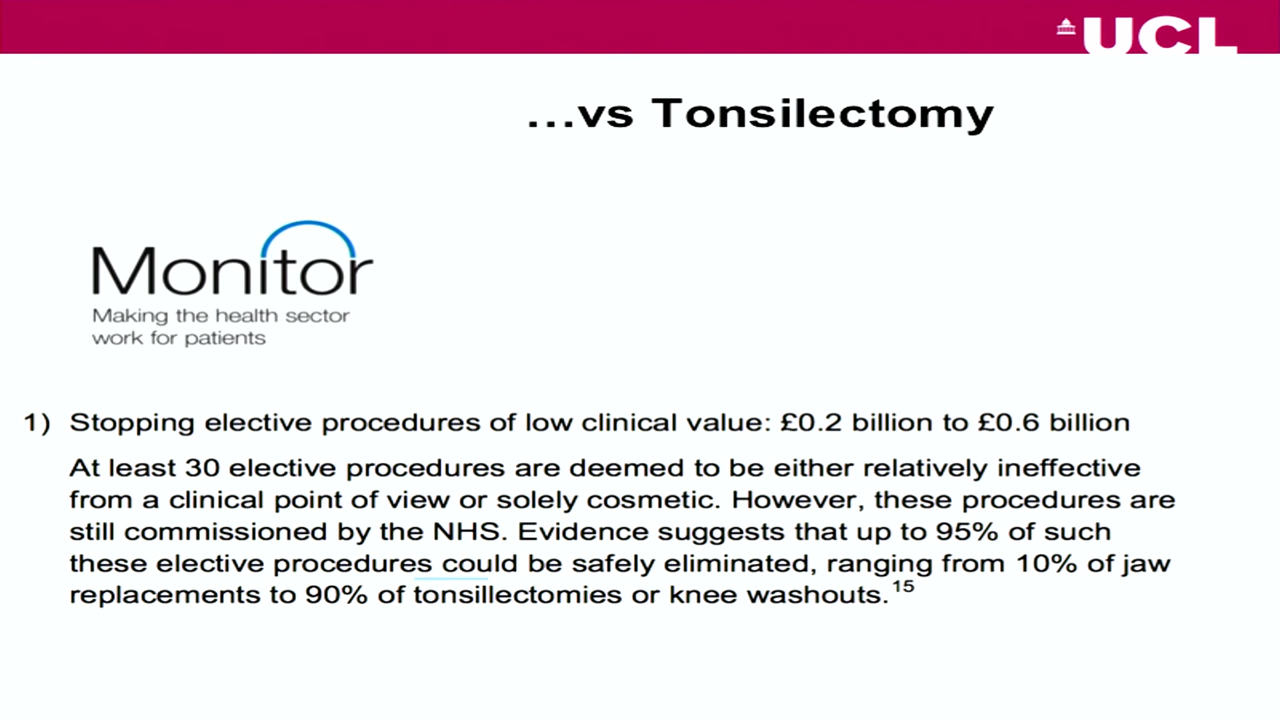 UCL
...vs Tonsilectomy
Monitor
Making the health sector
work for patients
1) Stopping elective procedures of low clinical value: £0.2 billion to £0.6 billion
At least 30 elective procedures are deemed to be either relatively ineffective
from a clinical point of view or solely cosmetic. However, these procedures are
still commissioned by the NHS. Evidence suggests that up to 95% of such
these elective procedures could be safely eliminated, ranging from 10% of jaw
replacements to 90% of tonsillectomies or knee washouts.15